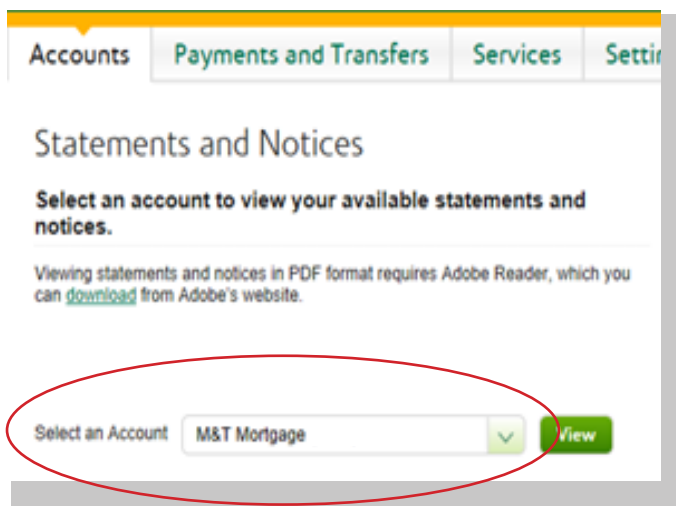 Accounts Payments and Transfers Services Settin
Statements and Notices
Select an account to view your available statements and
notices.
Viewing statements and notices in PDF format requires Adobe Reader, which you
can download from Adobe's website.
Select an Account M&T Mortgage View